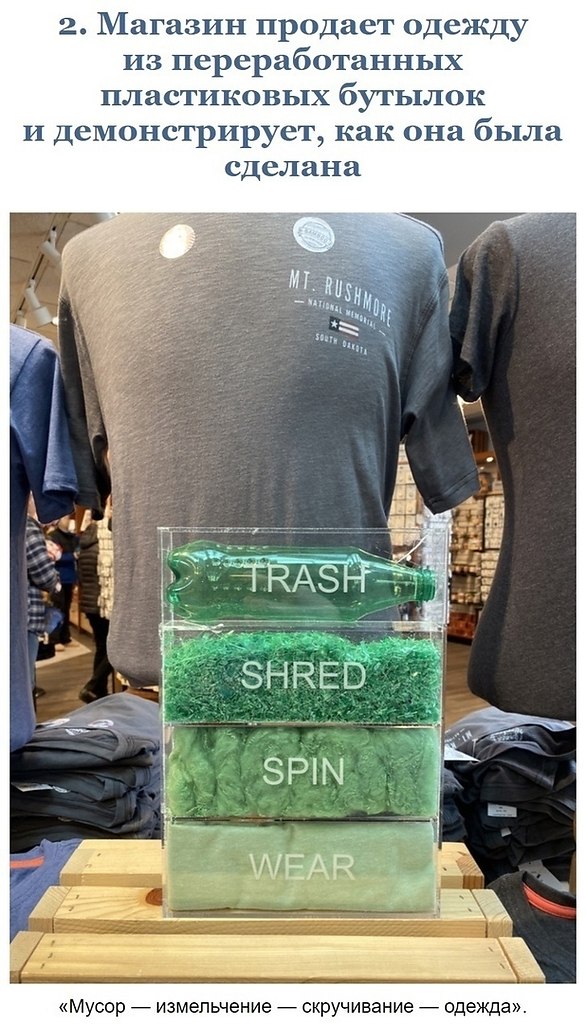 2. Магазин продает одежду
из переработанных
пластиковых бутылок
и демонстрирует, как она была
сделана
MT. RUSHMORE
NATIONAL MEMORIAL
SOUTH DAKOTA
TRASH
SHRED
SPIN
WEAR
«Мусор — измельчение — скручивание — одежда».